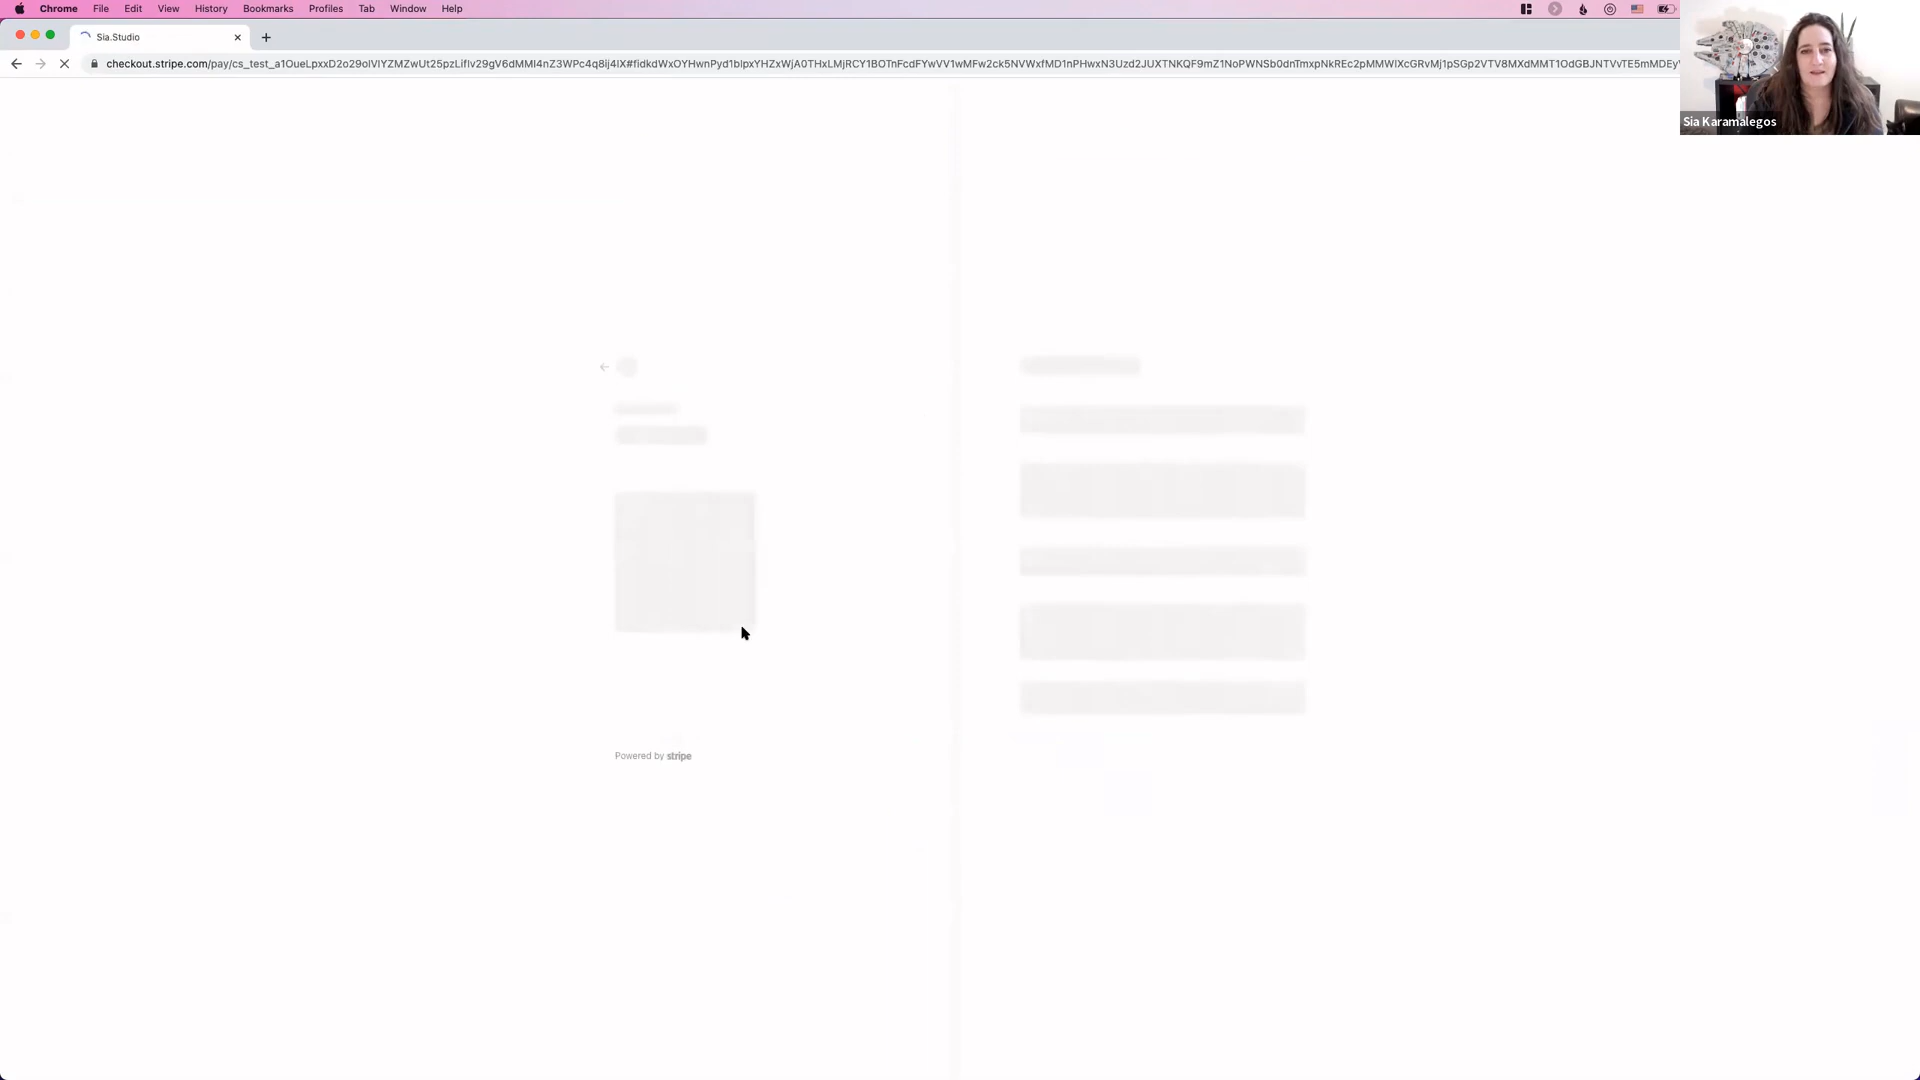 Chrome File Edit View History Bookmarks Profiles Tab Window Help
Sia.Studio
Sia Karamalegos
Powered by stripe